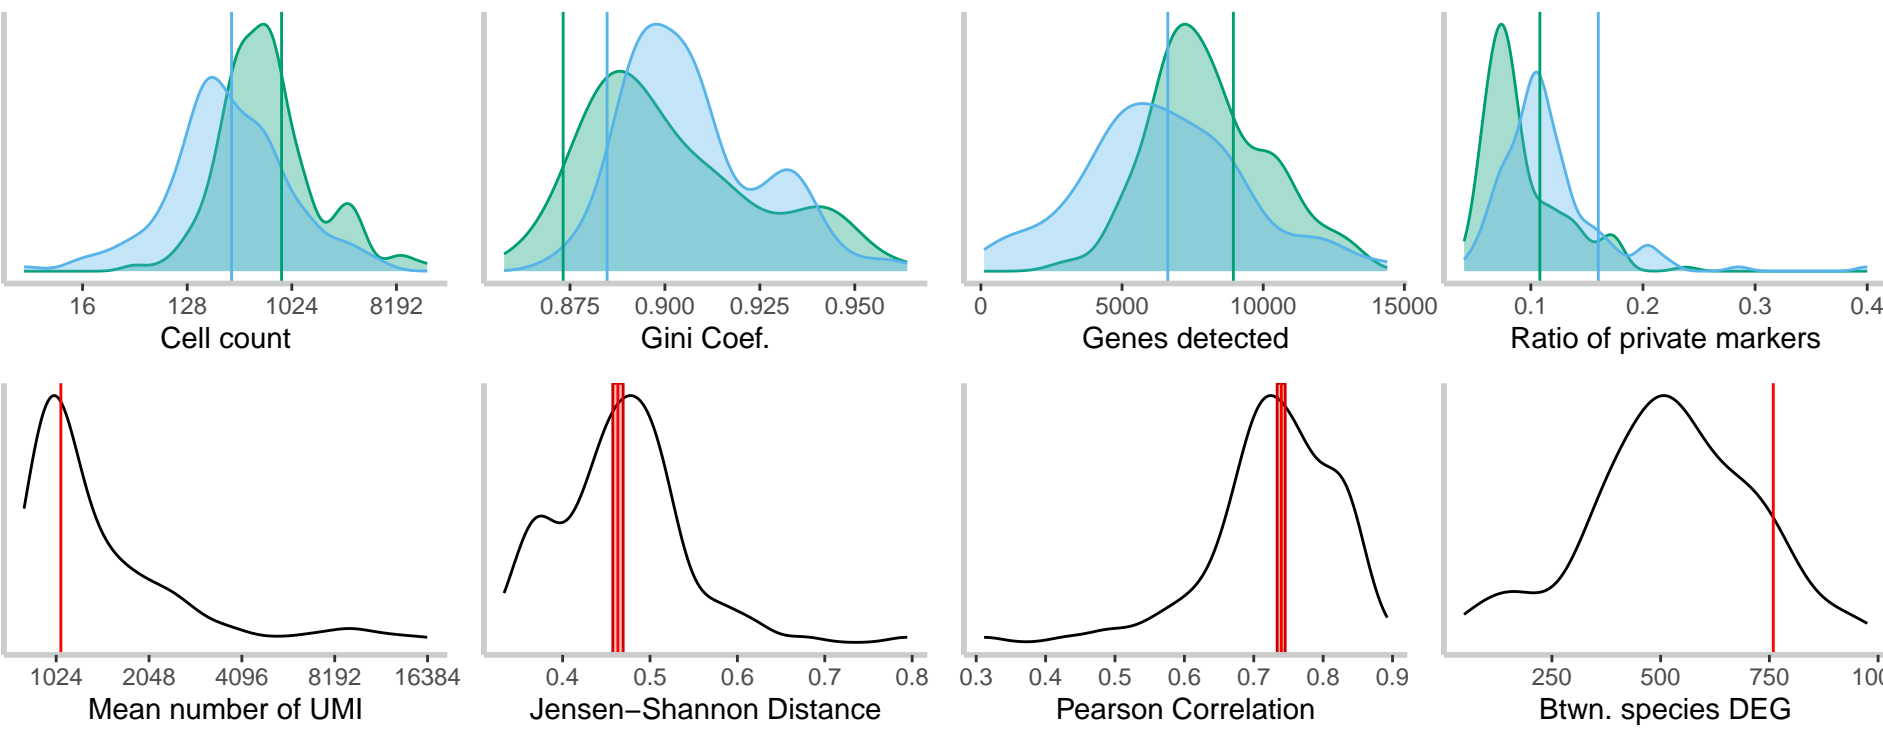 16 128 1024 8192
Cell count
0.875 0.900 0.925 0.950
Gini Coef.
0 5000 10000 15000
Genes detected
0.1 0.2 0.3 0.4
Ratio of private markers
1024 2048 4096 8192 16384
Mean number of UMI
0.4 0.5 0.6 0.7 0.8
Jensen−Shannon Distance
0.3 0.4 0.5 0.6 0.7 0.8 0.9
Pearson Correlation
250 500 750 100
Btwn. species DEG